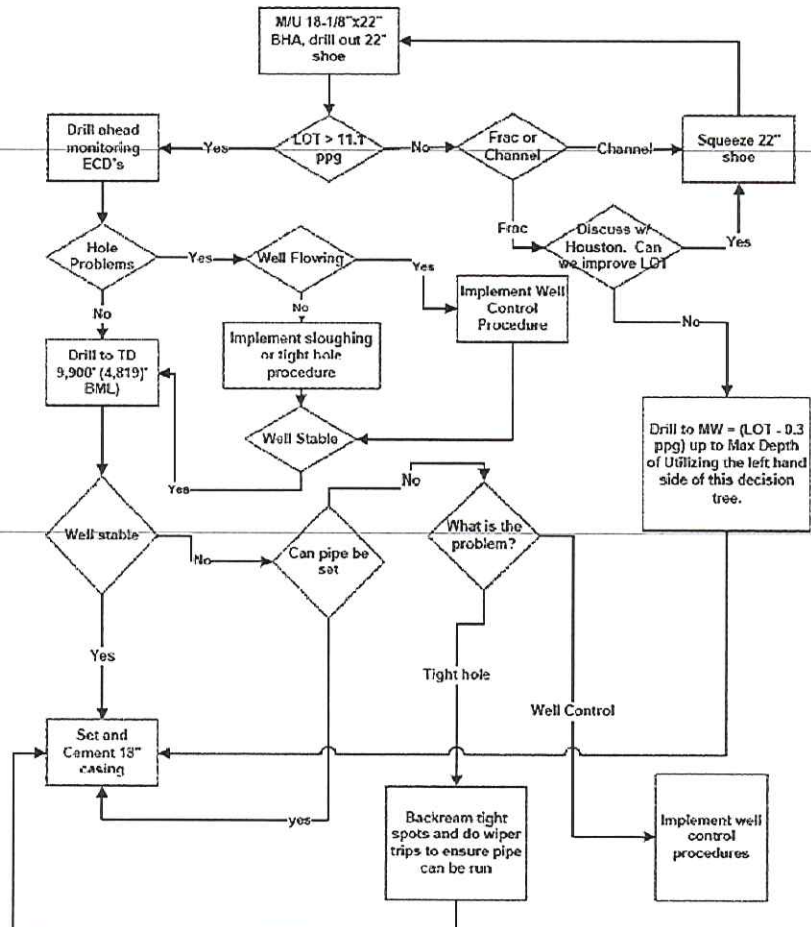 M/U 18-1/8"x22"
BHA, drill out 22"
shoe
Drill ahead
monitoring
ECD's
Yes
LOT > 11.1
ppg
No
Frac or
Channel
Channel
Squeeze 22"
shoe
Frac
Discuss w/
Houston. Can
we improve LOT
Yes
Hole
Problems
Yes
Well Flowing
Yes
Implement Well
Control
Procedure
No
No
No
Drill to TD
9,900' (4,819)'
BML)
Implement sloughing
or tight hole
procedure
Well Stable
Yes
Drill to MW = (LOT - 0.3
ppg) up to Max Depth
of Utilizing the left hand
side of this decision
tree.
No
Well stable
No
Can pipe be
set
What is the
problem?
Yes
Tight hole
Well Control
Set and
Cement 18"
casing
yes
Backream tight
spots and do wiper
trips to ensure pipe
can be run
Implement well
control
procedures